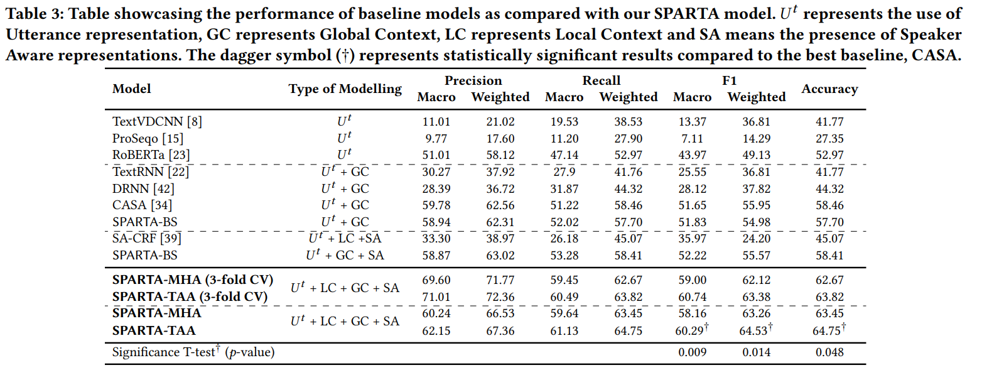 Table 3: Table showcasing the performance of baseline models as compared with our SPARTA model. Uᵗ represents the use of
Utterance representation, GC represents Global Context, LC represents Local Context and SA means the presence of Speaker
Aware representations. The dagger symbol (†) represents statistically significant results compared to the best baseline, CASA.
Model Type of Modelling Precision Recall F1 Accuracy
Macro Weighted Macro Weighted Macro Weighted
TextVDCNN [8] Uᵗ 11.01 21.02 19.53 38.53 13.37 36.81 41.77
ProSeqo [15] Uᵗ 9.77 17.60 11.20 27.90 7.11 14.29 27.35
RoBERTa [23] Uᵗ 51.01 58.12 47.14 52.97 43.97 49.13 52.97
TextRNN [22] Uᵗ + GC 30.27 37.92 27.9 41.76 25.55 36.81 41.77
DRNN [42] Uᵗ + GC 28.39 36.72 31.87 44.32 28.12 37.82 44.32
CASA [34] Uᵗ + GC 59.78 62.56 51.22 58.46 51.65 55.95 58.46
SPARTA-BS Uᵗ + GC 58.94 62.31 52.02 57.70 51.83 54.98 57.70
SA-CRF [39] Uᵗ + LC +SA 33.30 38.97 26.18 45.07 35.97 24.20 45.07
SPARTA-BS Uᵗ + GC + SA 58.87 63.02 53.28 58.41 52.22 55.57 58.41
SPARTA-MHA (3-fold CV) Uᵗ + LC + GC + SA 69.60 71.77 59.45 62.67 59.00 62.12 62.67
SPARTA-TAA (3-fold CV) 71.01 72.36 60.49 63.82 60.74 63.38 63.82
SPARTA-MHA Uᵗ + LC + GC + SA 60.24 66.53 59.64 63.45 58.16 63.26 63.45
SPARTA-TAA 62.15 67.36 61.13 64.75 60.29† 64.53† 64.75†
Significance T-test† (p-value) 0.009 0.014 0.048